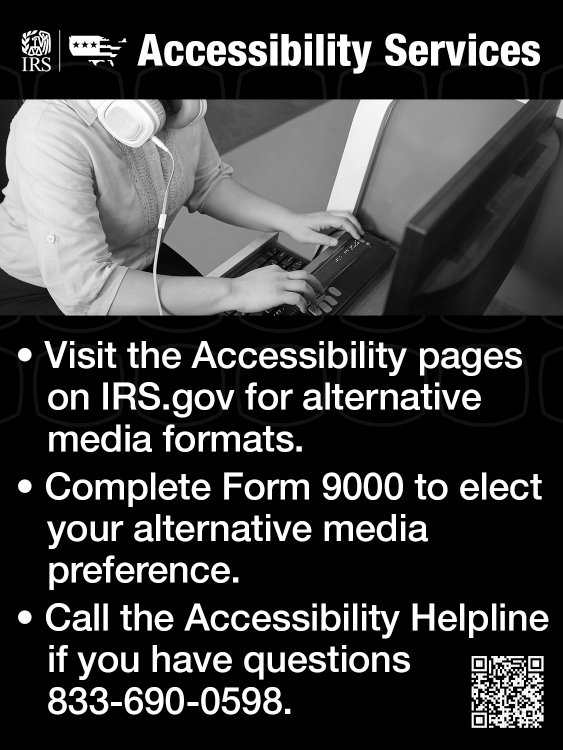 IRS
Accessibility Services
• Visit the Accessibility pages
on IRS.gov for alternative
media formats.
• Complete Form 9000 to elect
your alternative media
preference.
• Call the Accessibility Helpline
if you have questions
833-690-0598.